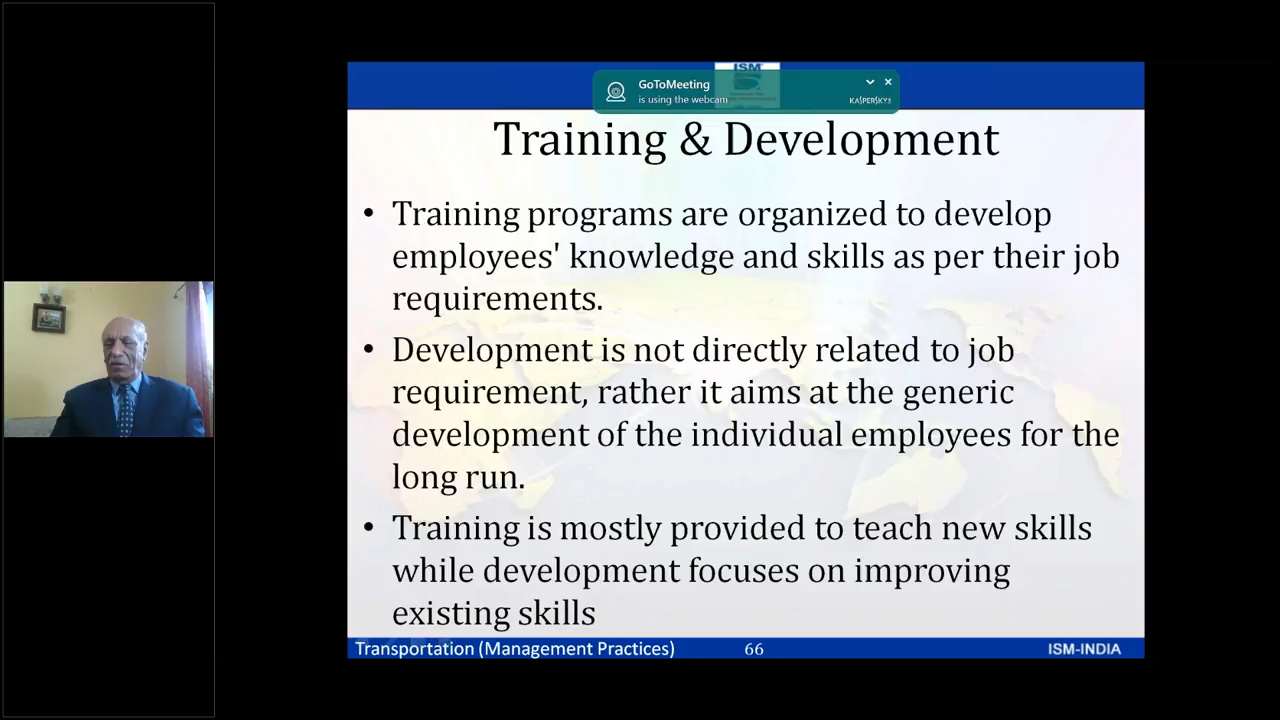 ISM
GoToMeeting
is using the webcam
KASPERSKY
Training & Development
• Training programs are organized to develop
employees' knowledge and skills as per their job
requirements.
• Development is not directly related to job
requirement, rather it aims at the generic
development of the individual employees for the
long run.
• Training is mostly provided to teach new skills
while development focuses on improving
existing skills
Transportation (Management Practices) 66 ISM-INDIA